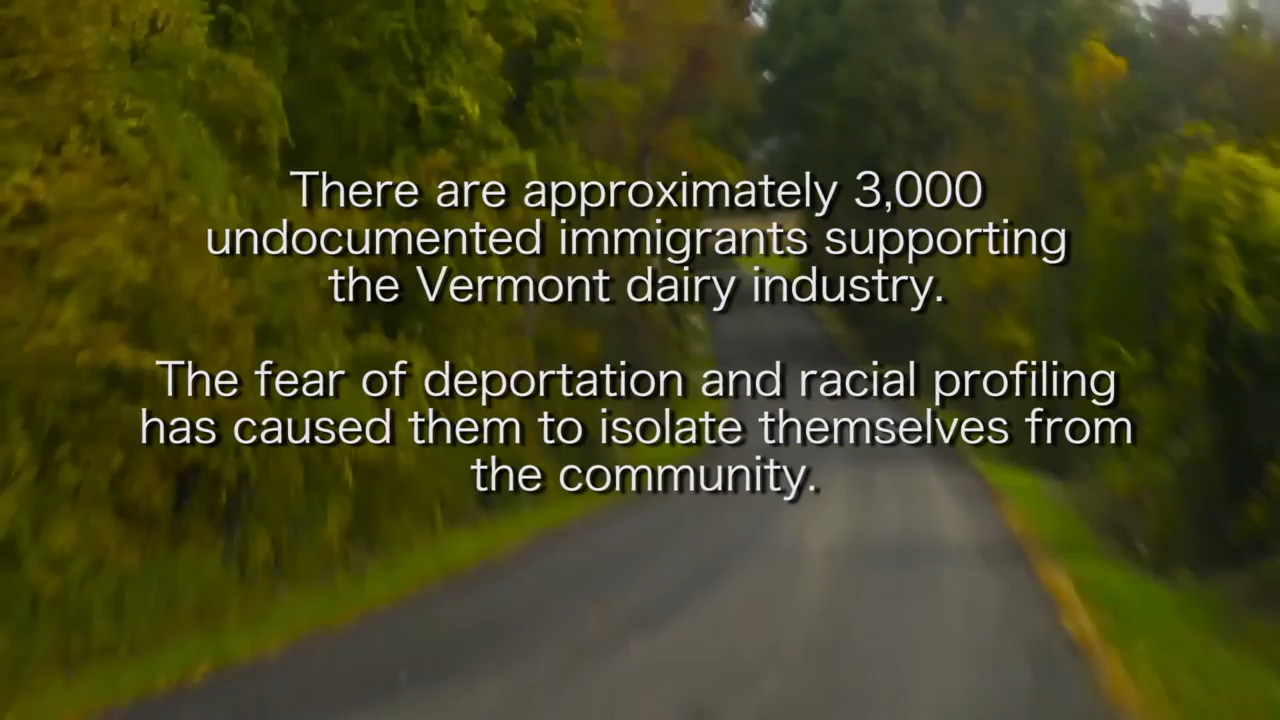 There are approximately 3,000
undocumented immigrants supporting
the Vermont dairy industry.
The fear of deportation and racial profiling
has caused them to isolate themselves from
the community.